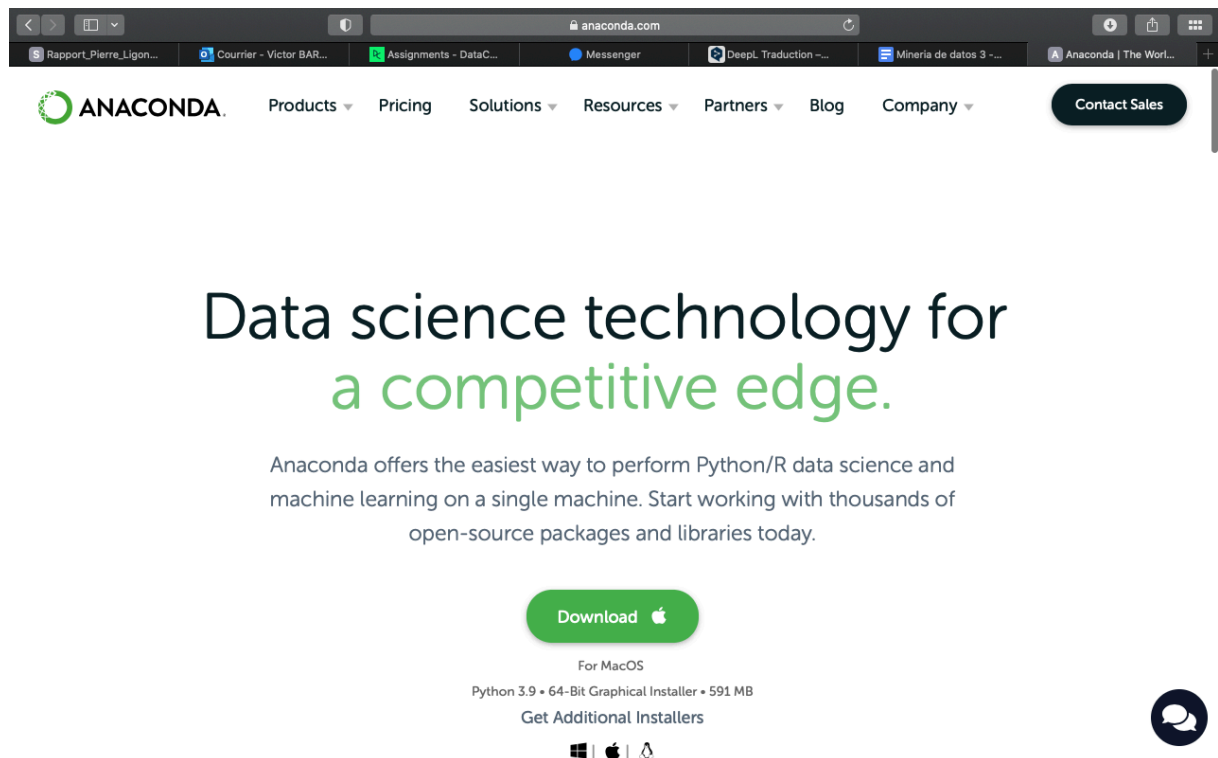 anaconda.com
Rapport_Pierre_Ligon...
Courrier - Victor BAR...
Assignments - DataC...
Messenger
DeepL Traduction –...
Mineria de datos 3 -...
Anaconda | The Worl...
ANACONDA.
Products
Pricing
Solutions
Resources
Partners
Blog
Company
Contact Sales
Data science technology for
a competitive edge.
Anaconda offers the easiest way to perform Python/R data science and
machine learning on a single machine. Start working with thousands of
open-source packages and libraries today.
Download
For MacOS
Python 3.9 • 64-Bit Graphical Installer • 591 MB
Get Additional Installers